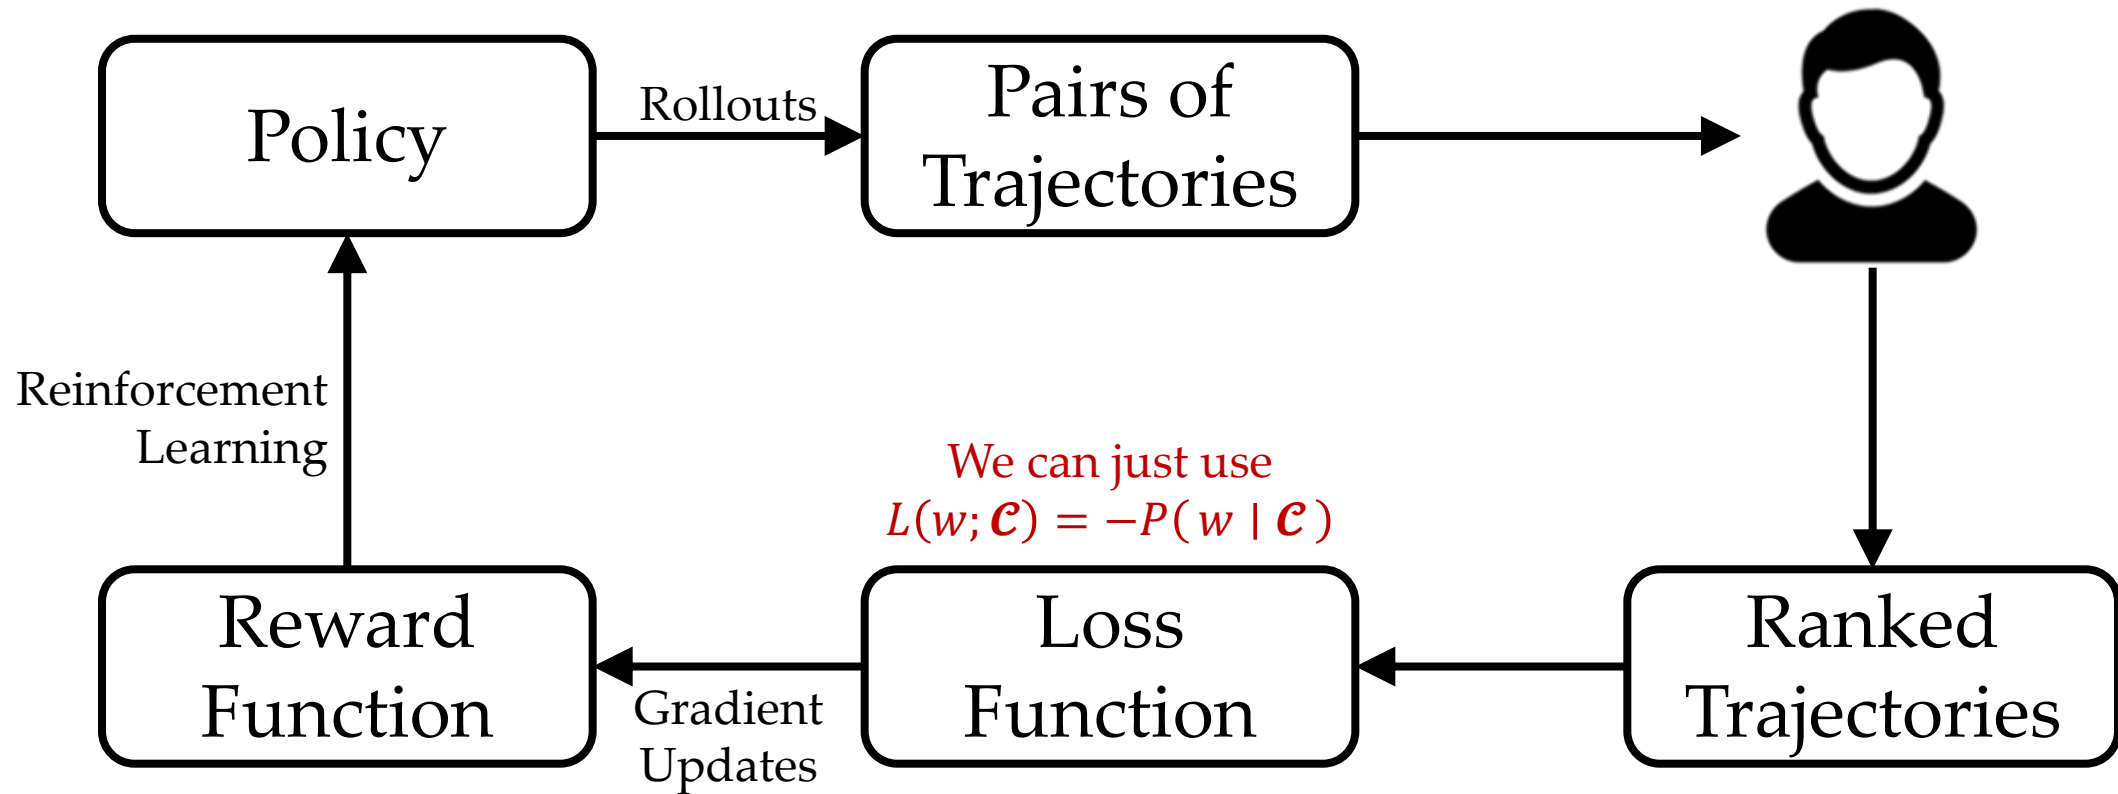 Policy
Rollouts
Pairs of
Trajectories
Reinforcement
Learning
We can just use
L(w; 𝓒) = −P( w | 𝓒 )
Reward
Function
Gradient
Updates
Loss
Function
Ranked
Trajectories